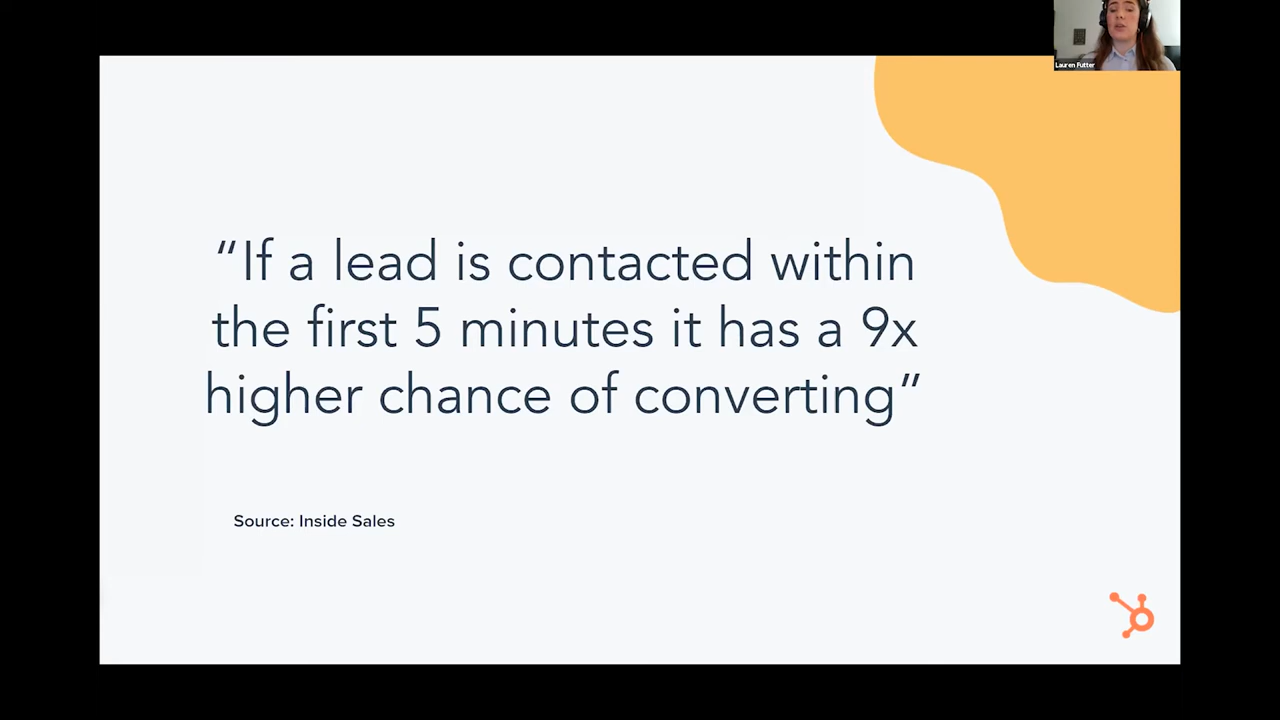 Lauren Futter
“If a lead is contacted within
the first 5 minutes it has a 9x
higher chance of converting”
Source: Inside Sales